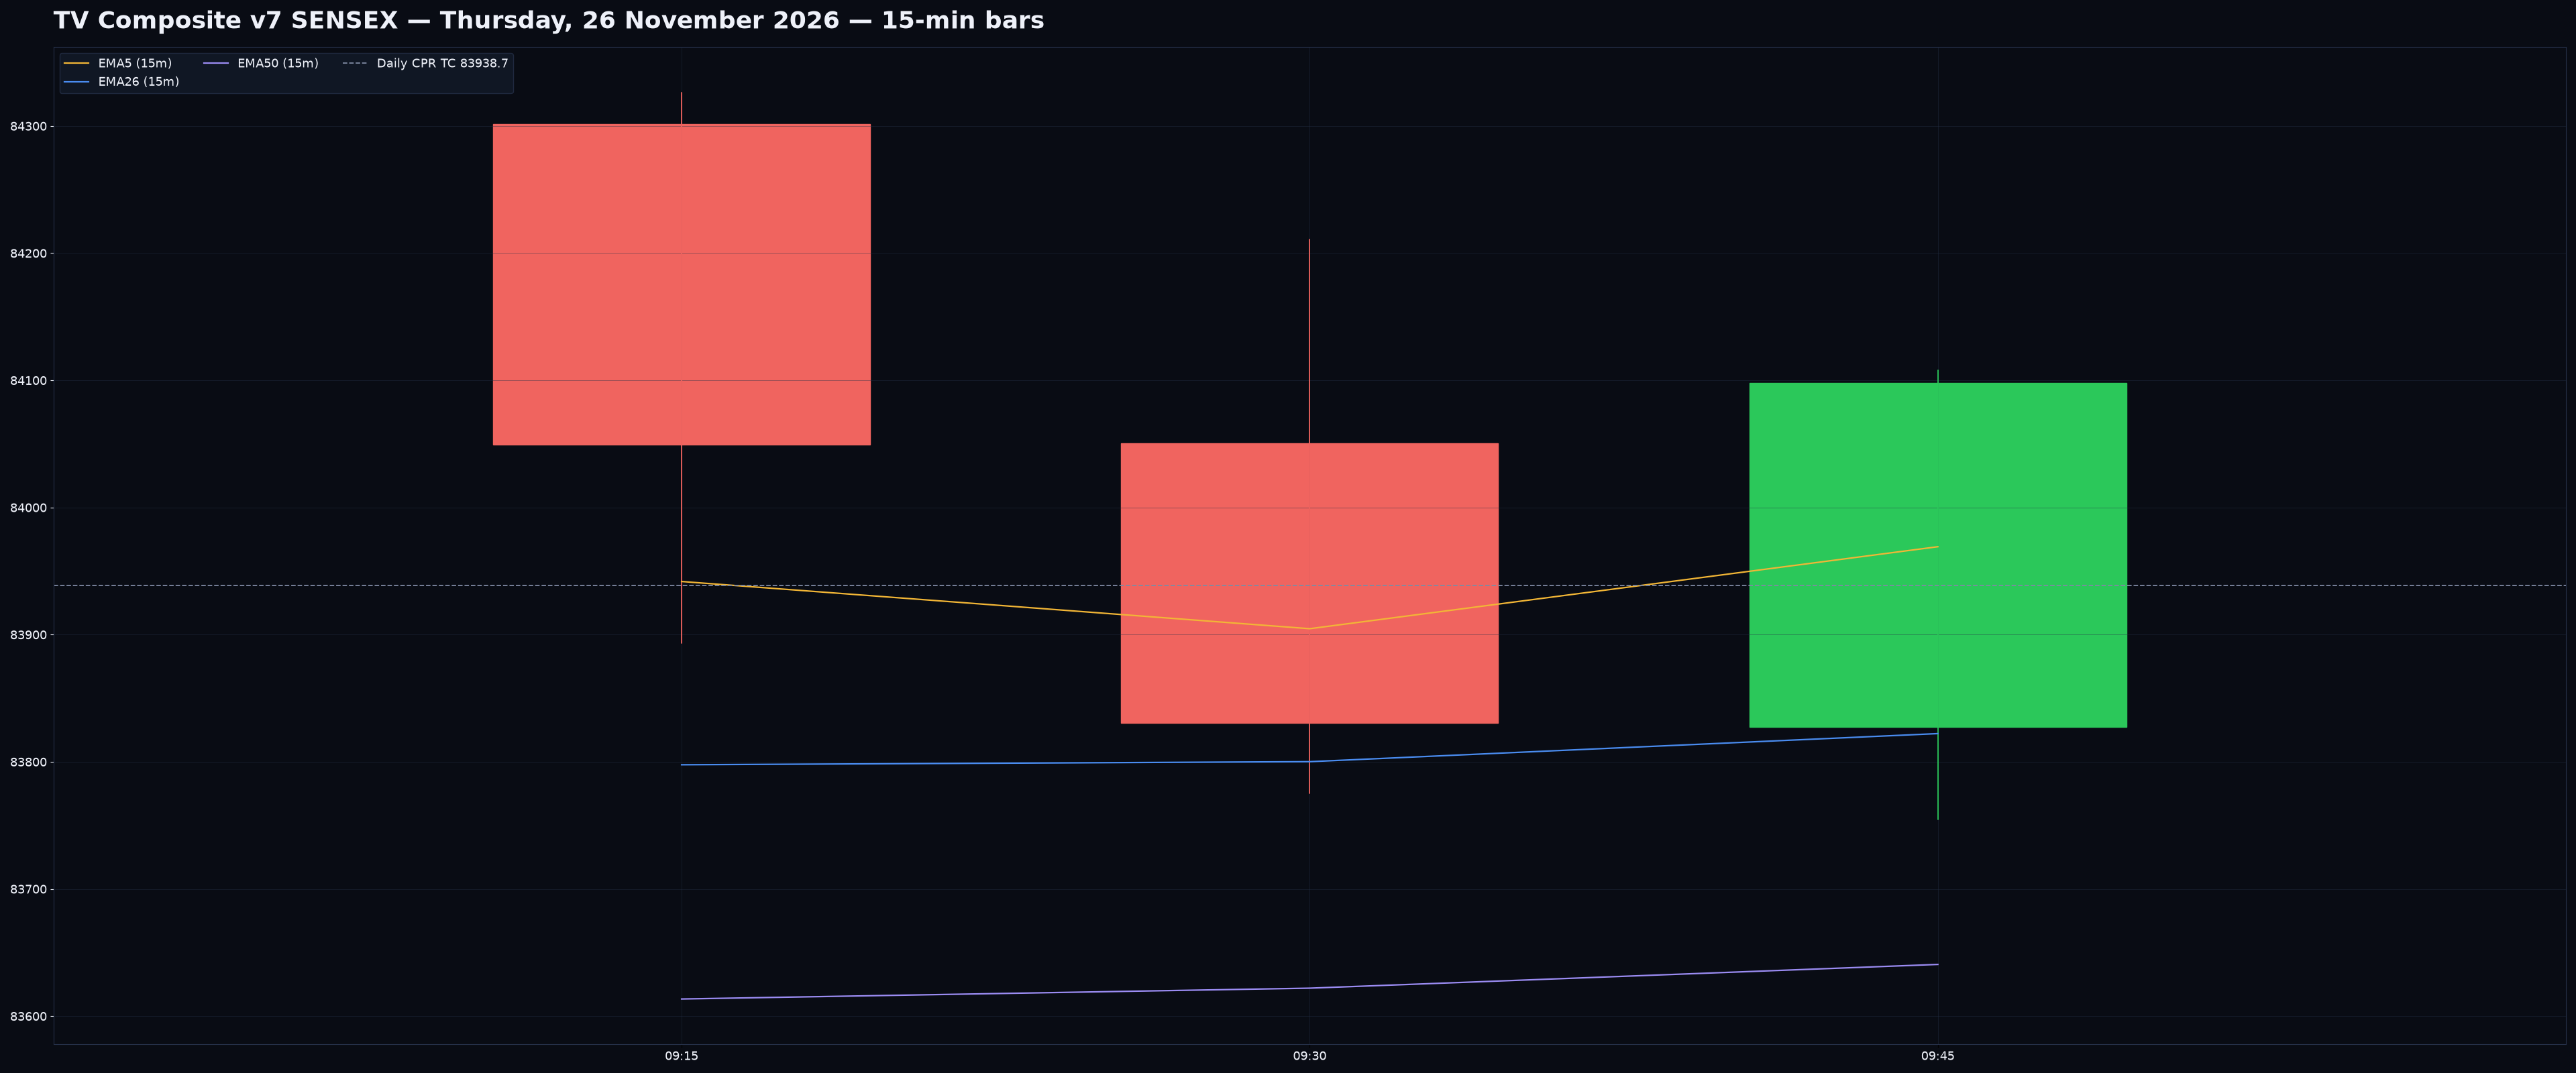 TV Composite v7 SENSEX — Thursday, 26 November 2026 — 15-min bars
EMA5 (15m) EMA50 (15m) Daily CPR TC 83938.7
EMA26 (15m)
84300
84200
84100
84000
83900
83800
83700
83600
09:15 09:30 09:45